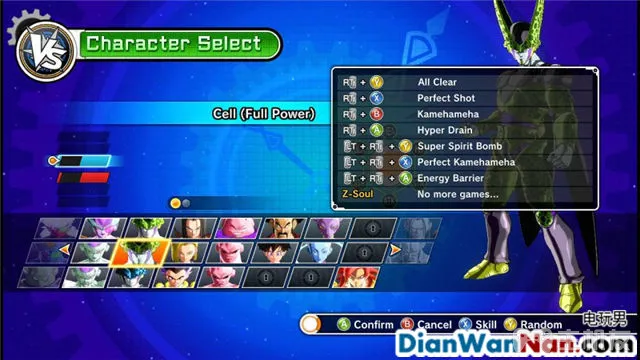 VS
Character Select
Cell (Full Power)
RT + Y All Clear
RT + X Perfect Shot
RT + B Kamehameha
RT + A Hyper Drain
LT + RT + Y Super Spirit Bomb
LT + RT + X Perfect Kamehameha
LT + RT + A Energy Barrier
Z-Soul No more games...
A Confirm B Cancel X Skill Y Random
电玩男
DianWanNan.com